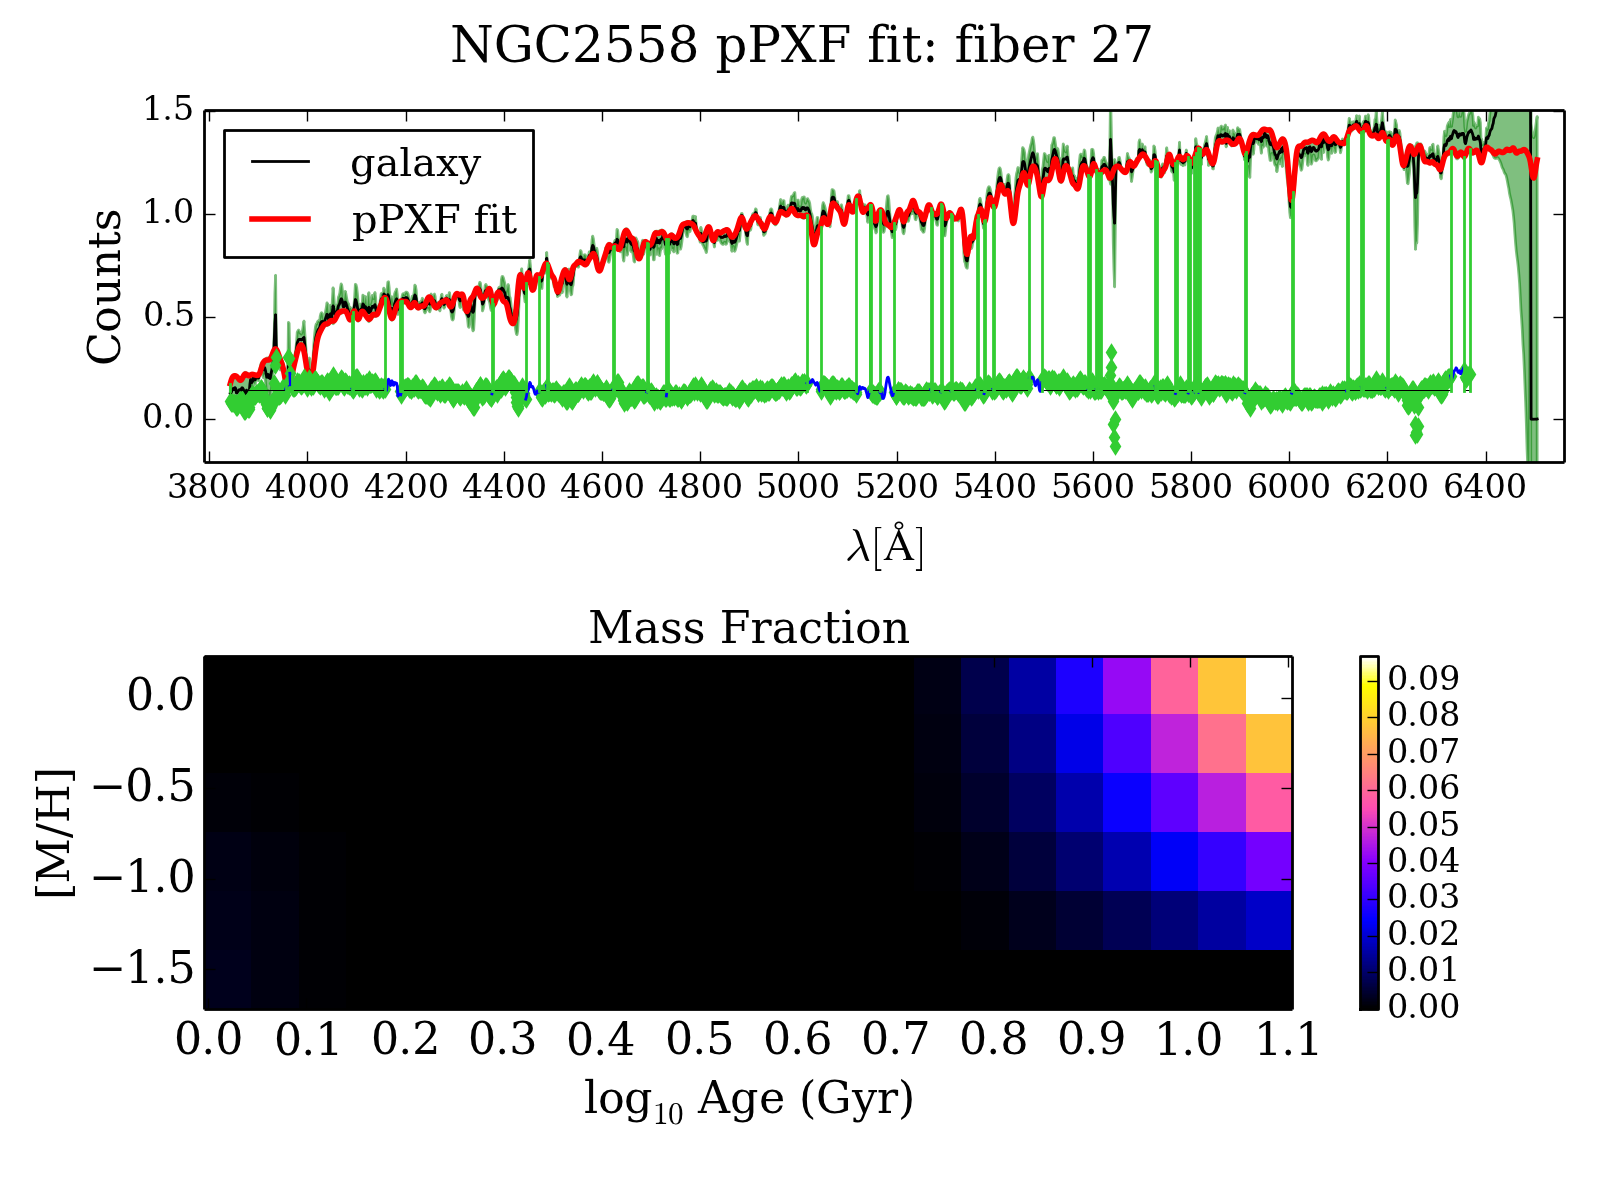 NGC2558 pPXF fit: fiber 27
1.5
1.0
0.5
0.0
Counts
galaxy
pPXF fit
3800 4000 4200 4400 4600 4800 5000 5200 5400 5600 5800 6000 6200 6400
λ[Å]
Mass Fraction
0.0
−0.5
−1.0
−1.5
[M/H]
0.0 0.1 0.2 0.3 0.4 0.5 0.6 0.7 0.8 0.9 1.0 1.1
log₁₀ Age (Gyr)
0.09
0.08
0.07
0.06
0.05
0.04
0.03
0.02
0.01
0.00